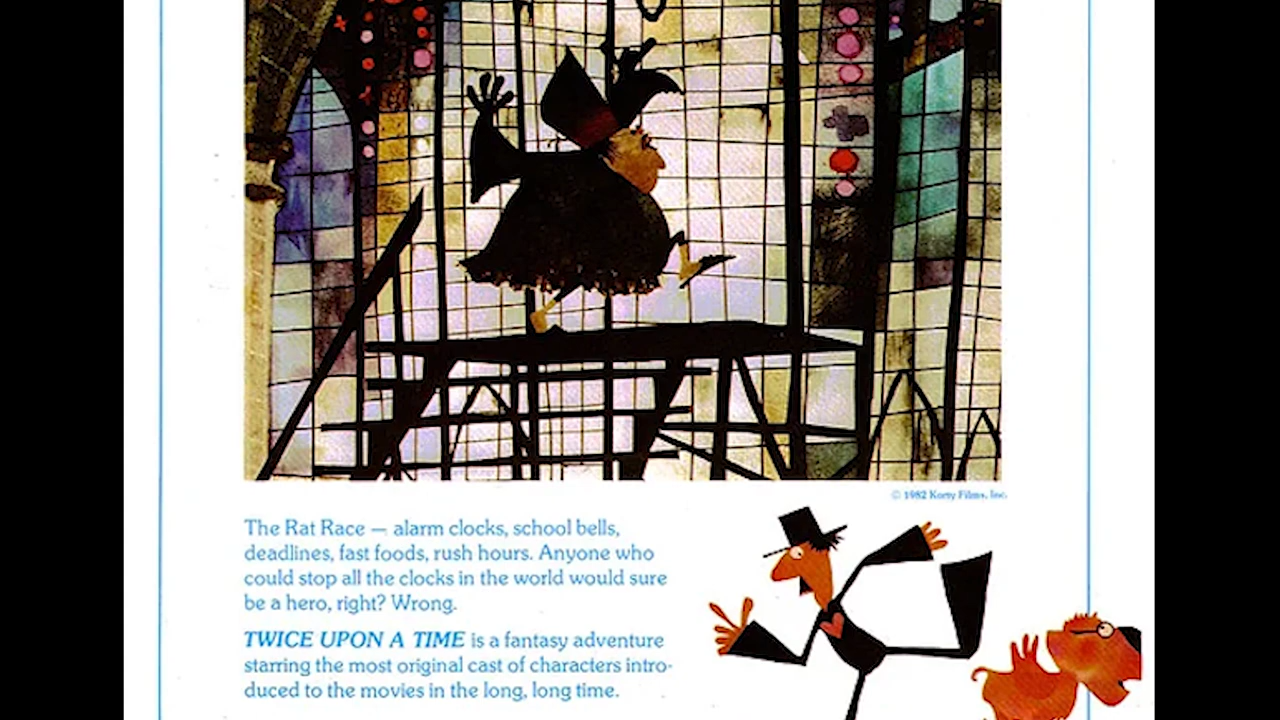 © 1982 Korty Films, Inc.
The Rat Race — alarm clocks, school bells,
deadlines, fast foods, rush hours. Anyone who
could stop all the clocks in the world would sure
be a hero, right? Wrong.
TWICE UPON A TIME is a fantasy adventure
starring the most original cast of characters intro-
duced to the movies in the long, long time.